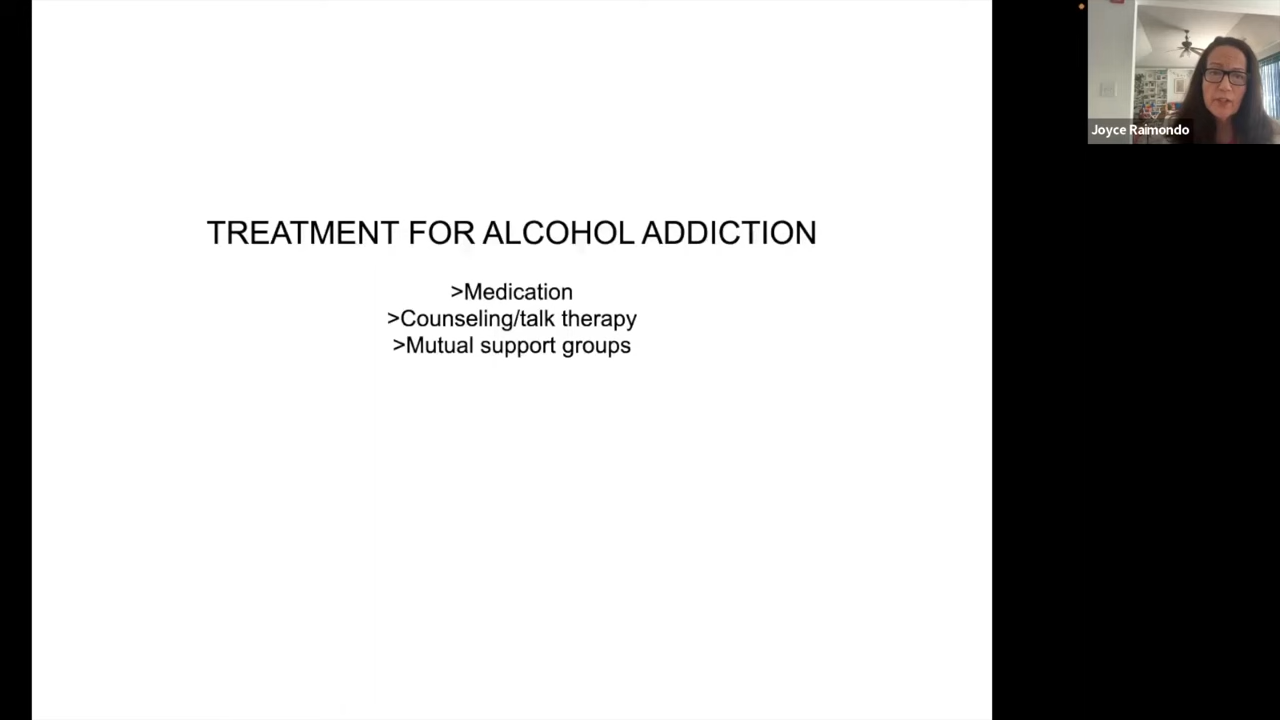 TREATMENT FOR ALCOHOL ADDICTION
>Medication
>Counseling/talk therapy
>Mutual support groups
Joyce Raimondo